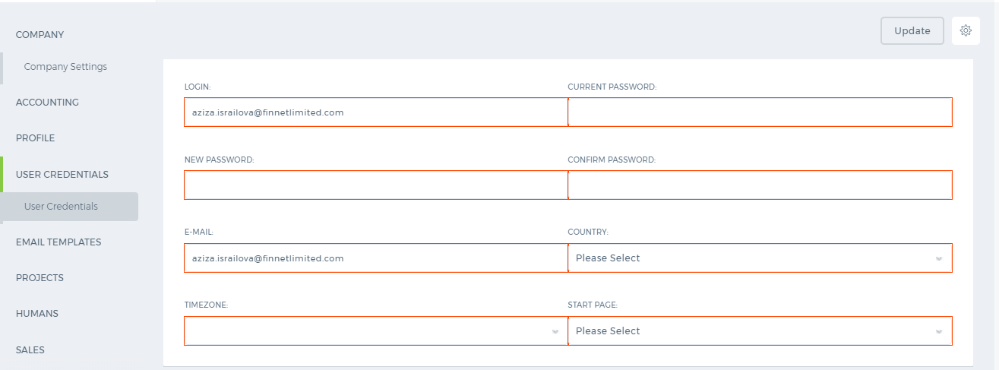 COMPANY
Company Settings
ACCOUNTING
PROFILE
USER CREDENTIALS
User Credentials
EMAIL TEMPLATES
PROJECTS
HUMANS
SALES
Update
LOGIN:
aziza.israilova@finnetlimited.com
CURRENT PASSWORD:
NEW PASSWORD:
CONFIRM PASSWORD:
E-MAIL:
aziza.israilova@finnetlimited.com
COUNTRY:
Please Select
TIMEZONE:
START PAGE:
Please Select